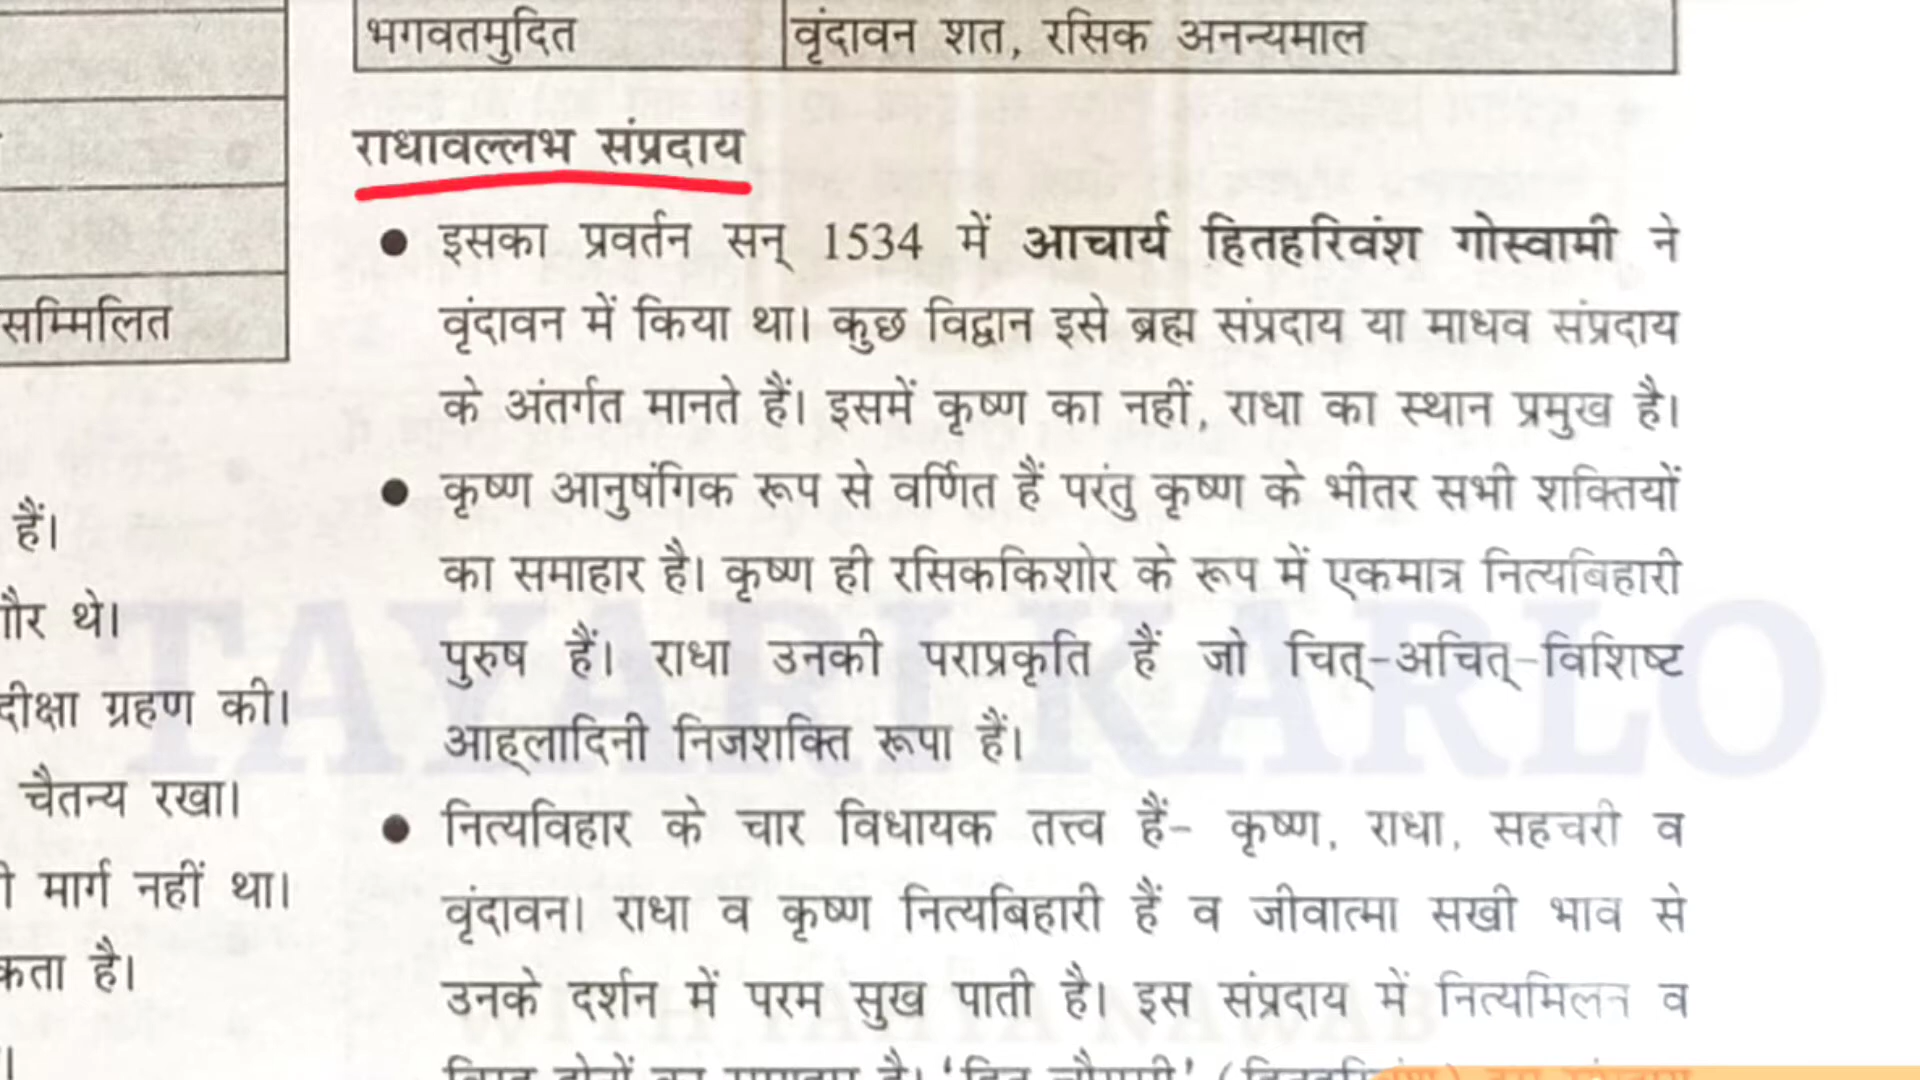 भगवतमुदित
वृंदावन शत, रसिक अनन्यमाल
सम्मिलित
हैं।
थे।
दीक्षा ग्रहण की।
चैतन्य रखा।
मार्ग नहीं था।
है।
राधावल्लभ संप्रदाय
● इसका प्रवर्तन सन् 1534 में आचार्य हितहरिवंश गोस्वामी ने
वृंदावन में किया था। कुछ विद्वान इसे ब्रह्म संप्रदाय या माधव संप्रदाय
के अंतर्गत मानते हैं। इसमें कृष्ण का नहीं, राधा का स्थान प्रमुख है।
● कृष्ण आनुषंगिक रूप से वर्णित हैं परंतु कृष्ण के भीतर सभी शक्तियों
का समाहार है। कृष्ण ही रसिककिशोर के रूप में एकमात्र नित्यबिहारी
पुरुष हैं। राधा उनकी पराप्रकृति हैं जो चित्-अचित्-विशिष्ट
आह्लादिनी निजशक्ति रूपा हैं।
● नित्यविहार के चार विधायक तत्त्व हैं- कृष्ण, राधा, सहचरी व
वृंदावन। राधा व कृष्ण नित्यबिहारी हैं व जीवात्मा सखी भाव से
उनके दर्शन में परम सुख पाती है। इस संप्रदाय में नित्यमिलन व
TAYARI KARLO